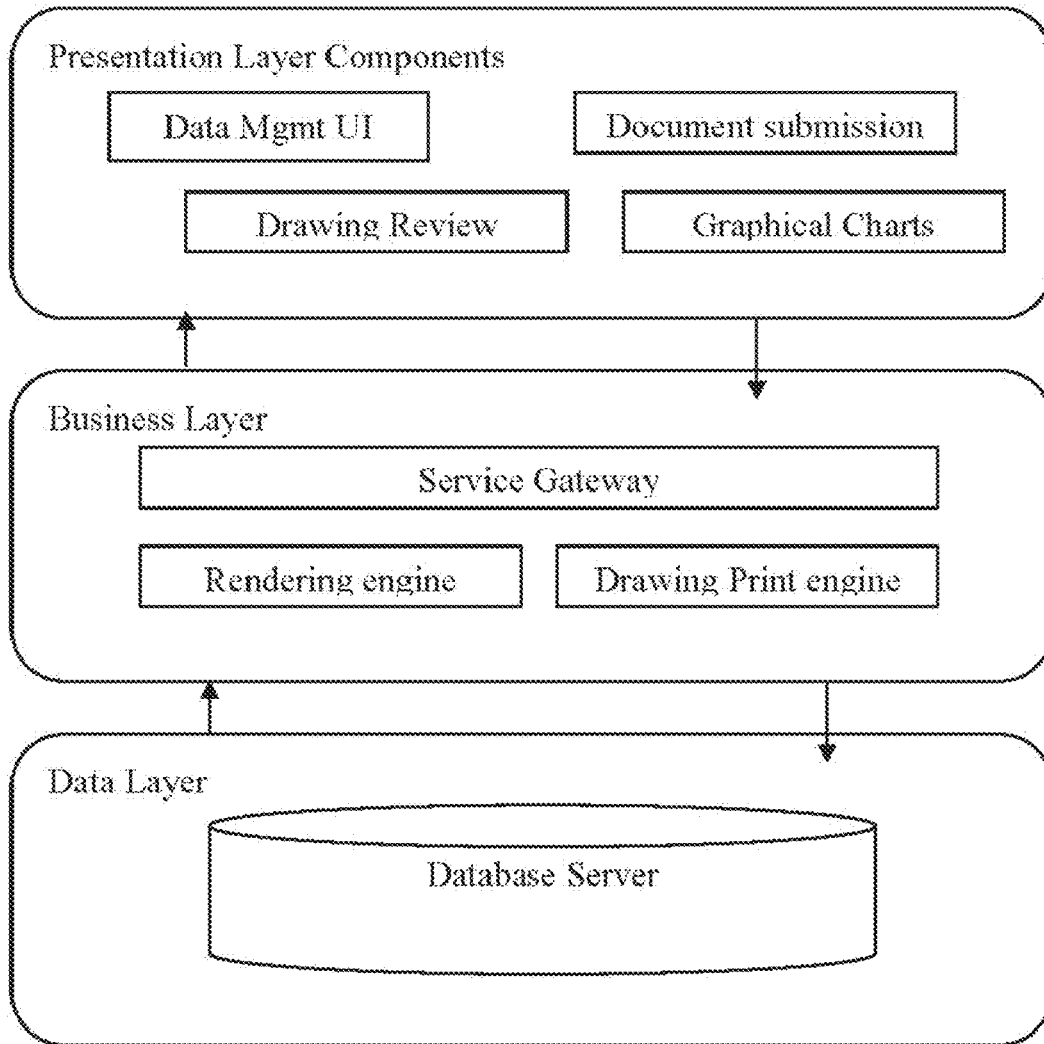 Presentation Layer Components
Data Mgmt UI
Document submission
Drawing Review
Graphical Charts
Business Layer
Service Gateway
Rendering engine
Drawing Print engine
Data Layer
Database Server